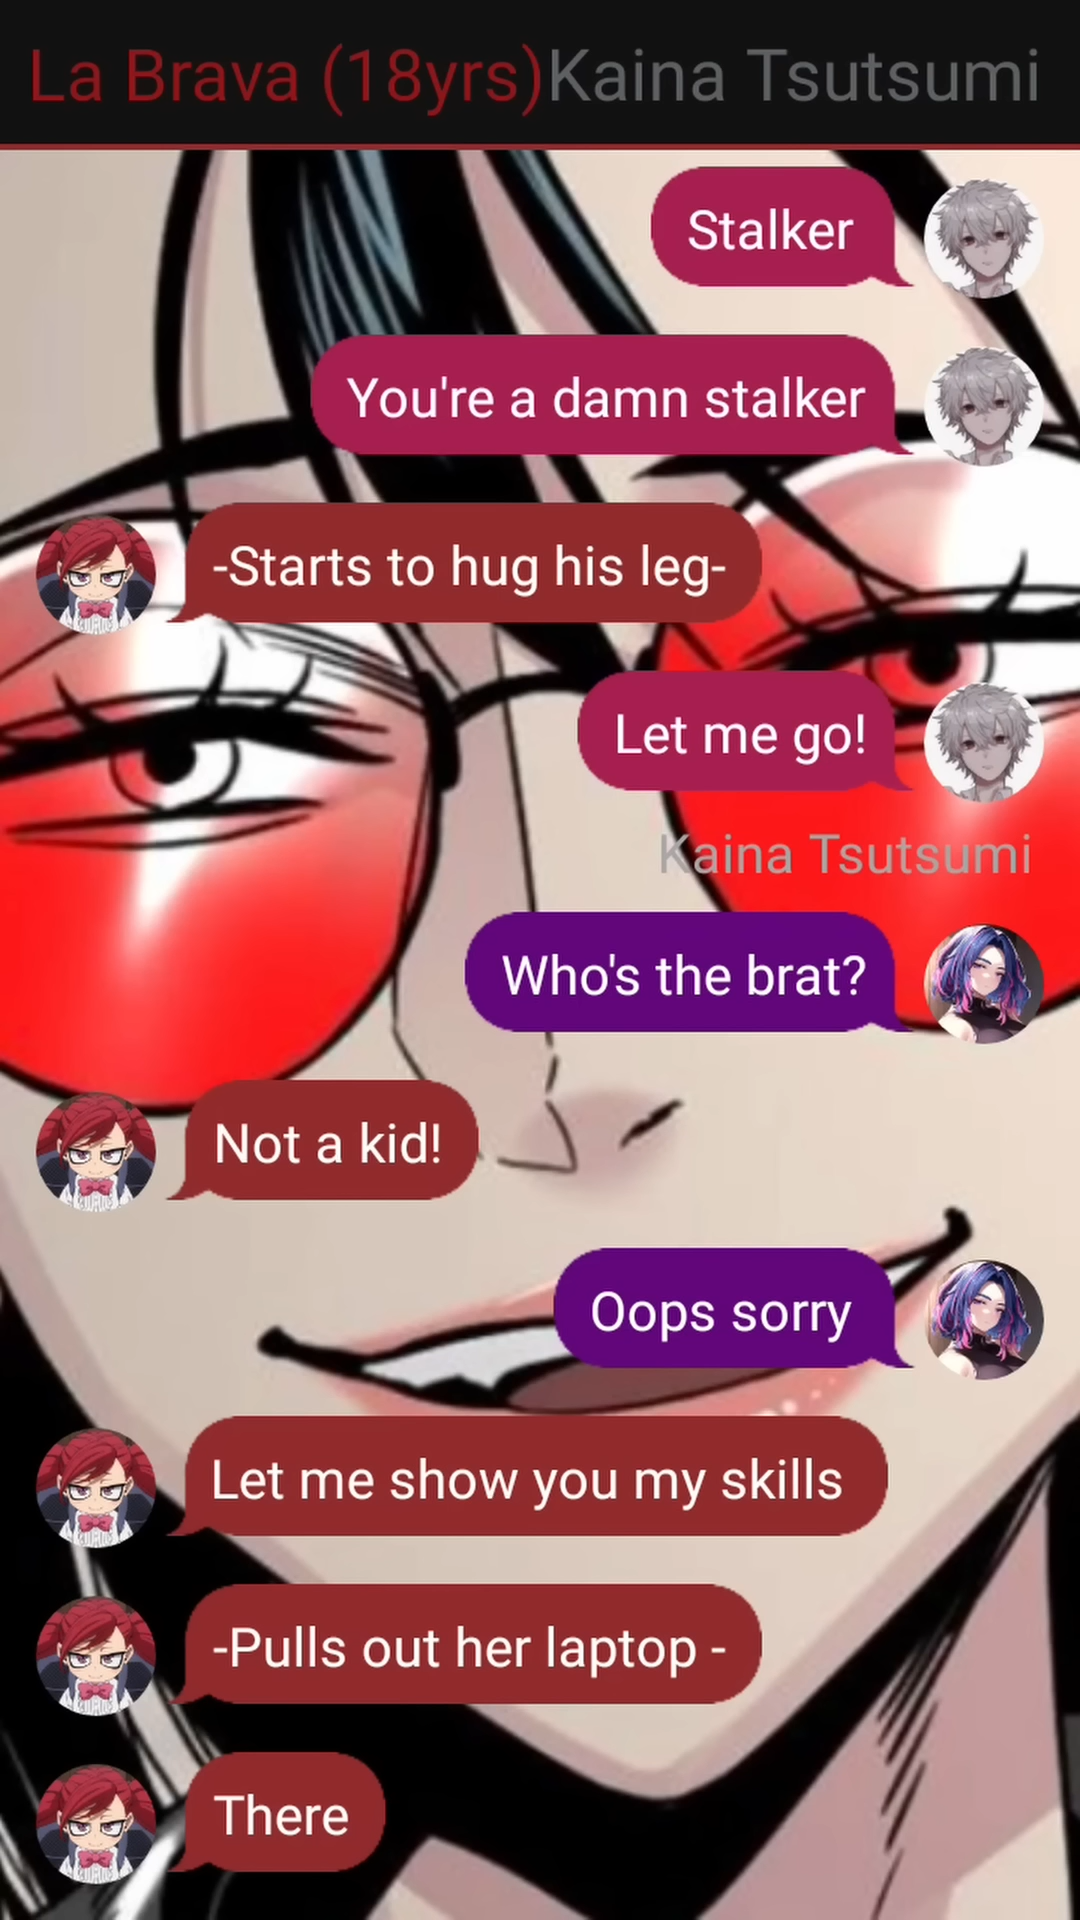 La Brava (18yrs)Kaina Tsutsumi
Stalker
You're a damn stalker
-Starts to hug his leg-
Let me go!
Kaina Tsutsumi
Who's the brat?
Not a kid!
Oops sorry
Let me show you my skills
-Pulls out her laptop -
There